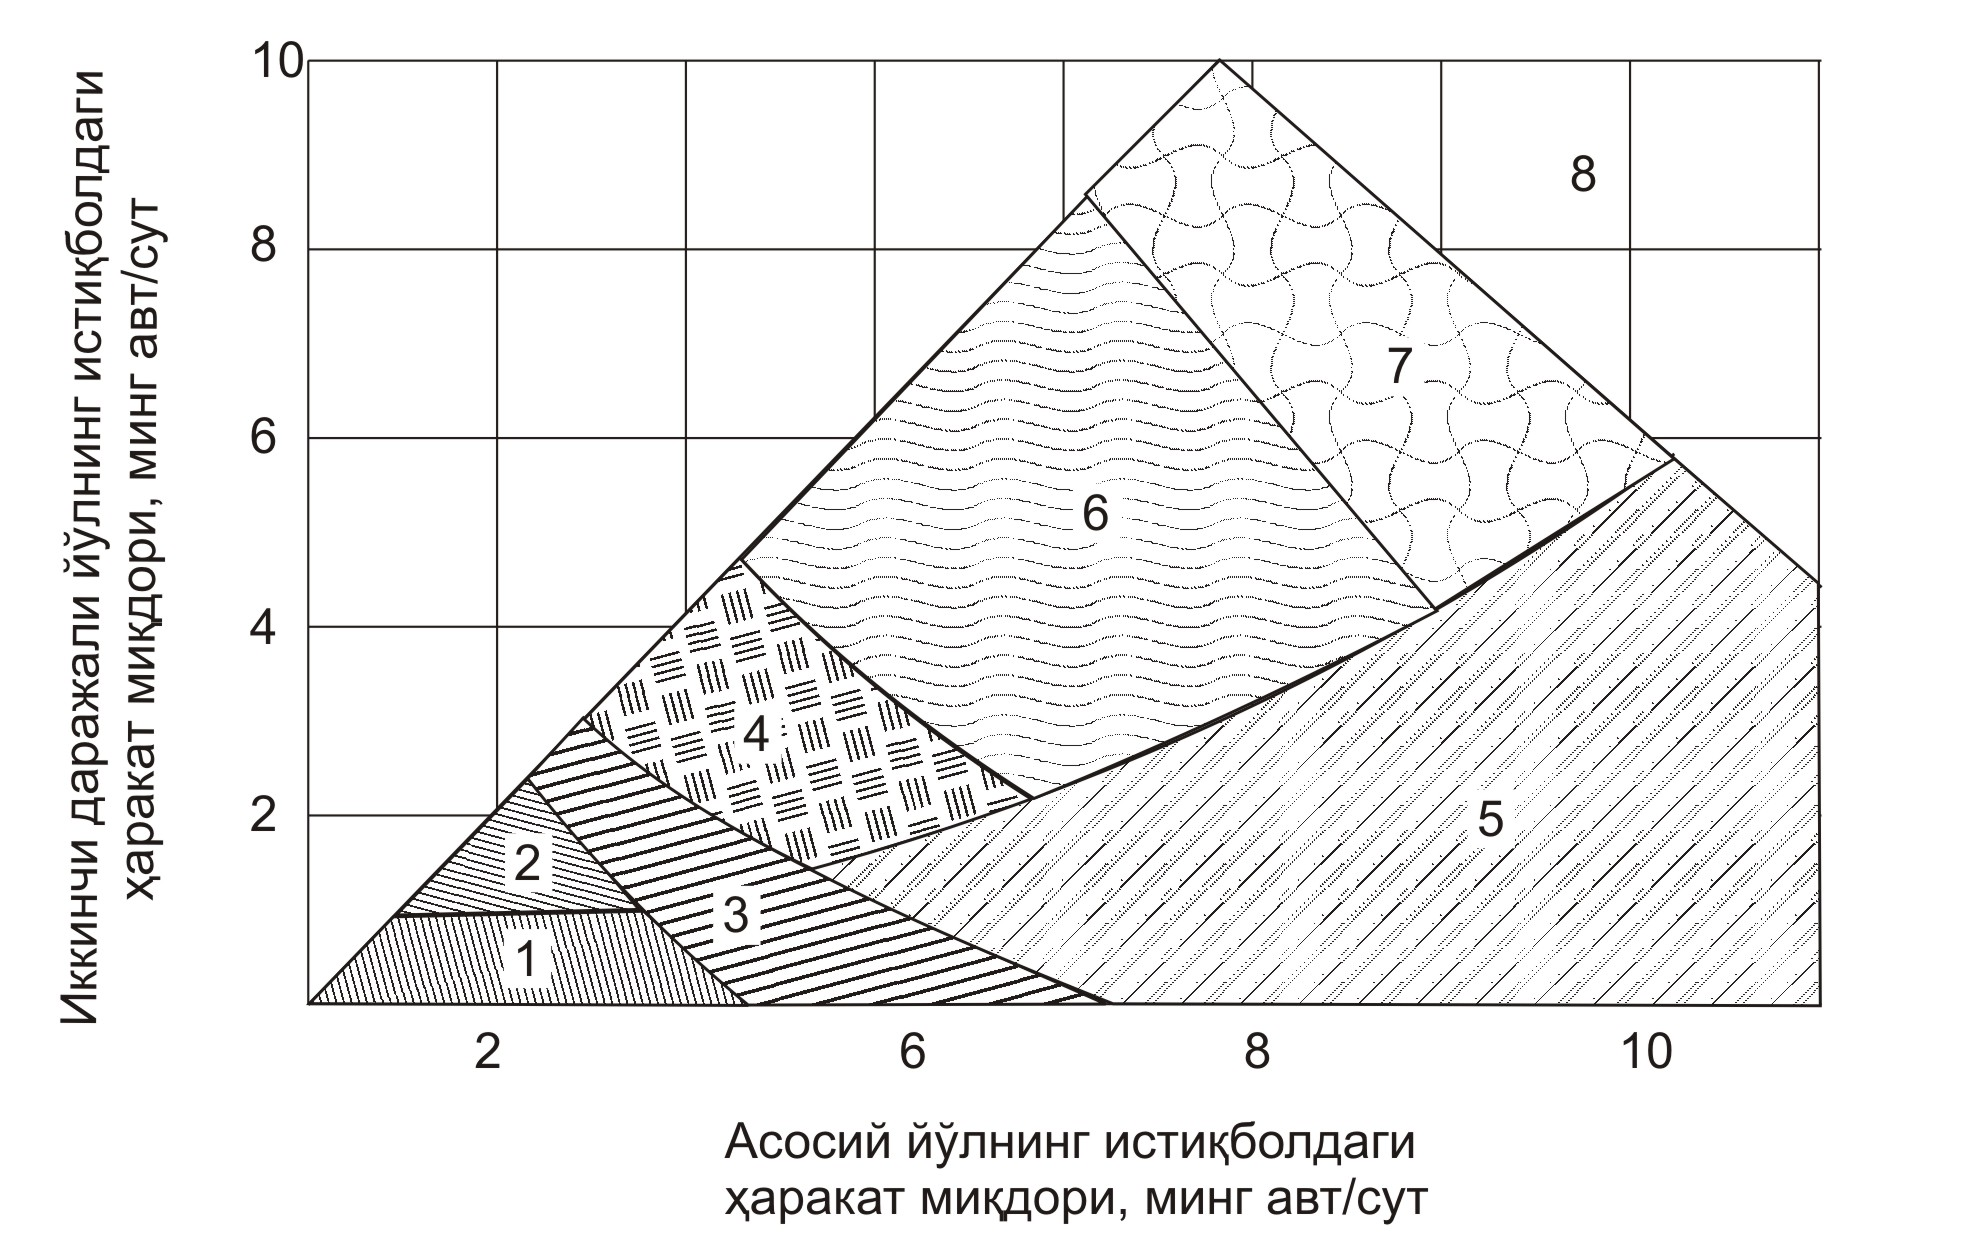 Иккинчи даражали йўлнинг истиқболдаги
ҳаракат миқдори, минг авт/сут
10
8
6
4
2
8
7
6
5
4
3
2
1
2 6 8 10
Асосий йўлнинг истиқболдаги
ҳаракат миқдори, минг авт/сут